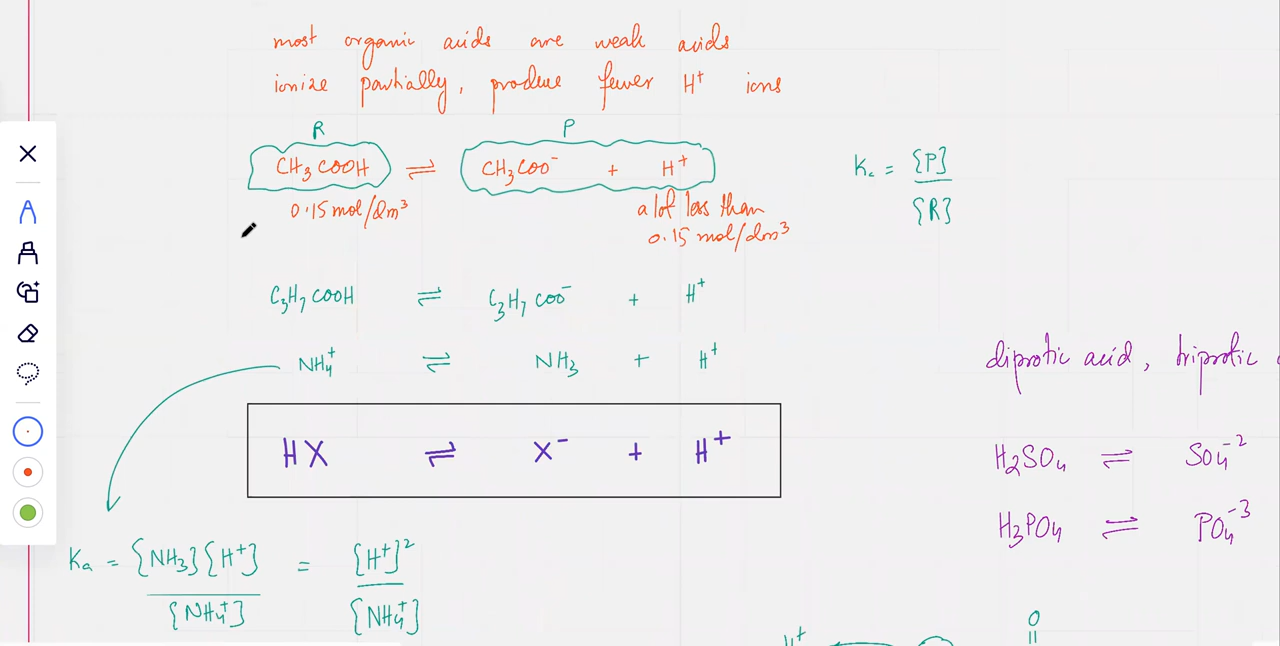 most organic acids are weak acids
ionize partially, produce fewer H⁺ ions
R P
CH₃COOH ⇌ CH₃COO⁻ + H⁺
0.15 mol/dm³ a lot less than
0.15 mol/dm³
Kc = {P}/{R}
C₃H₇COOH ⇌ C₃H₇COO⁻ + H⁺
NH₄⁺ ⇌ NH₃ + H⁺
HX ⇌ X⁻ + H⁺
Ka = {NH₃}{H⁺}/{NH₄⁺} = {H⁺}²/{NH₄⁺}
diprotic acid, triprotic
H₂SO₄ ⇌ SO₄⁻²
H₃PO₄ ⇌ PO₄⁻³
O
H⁺